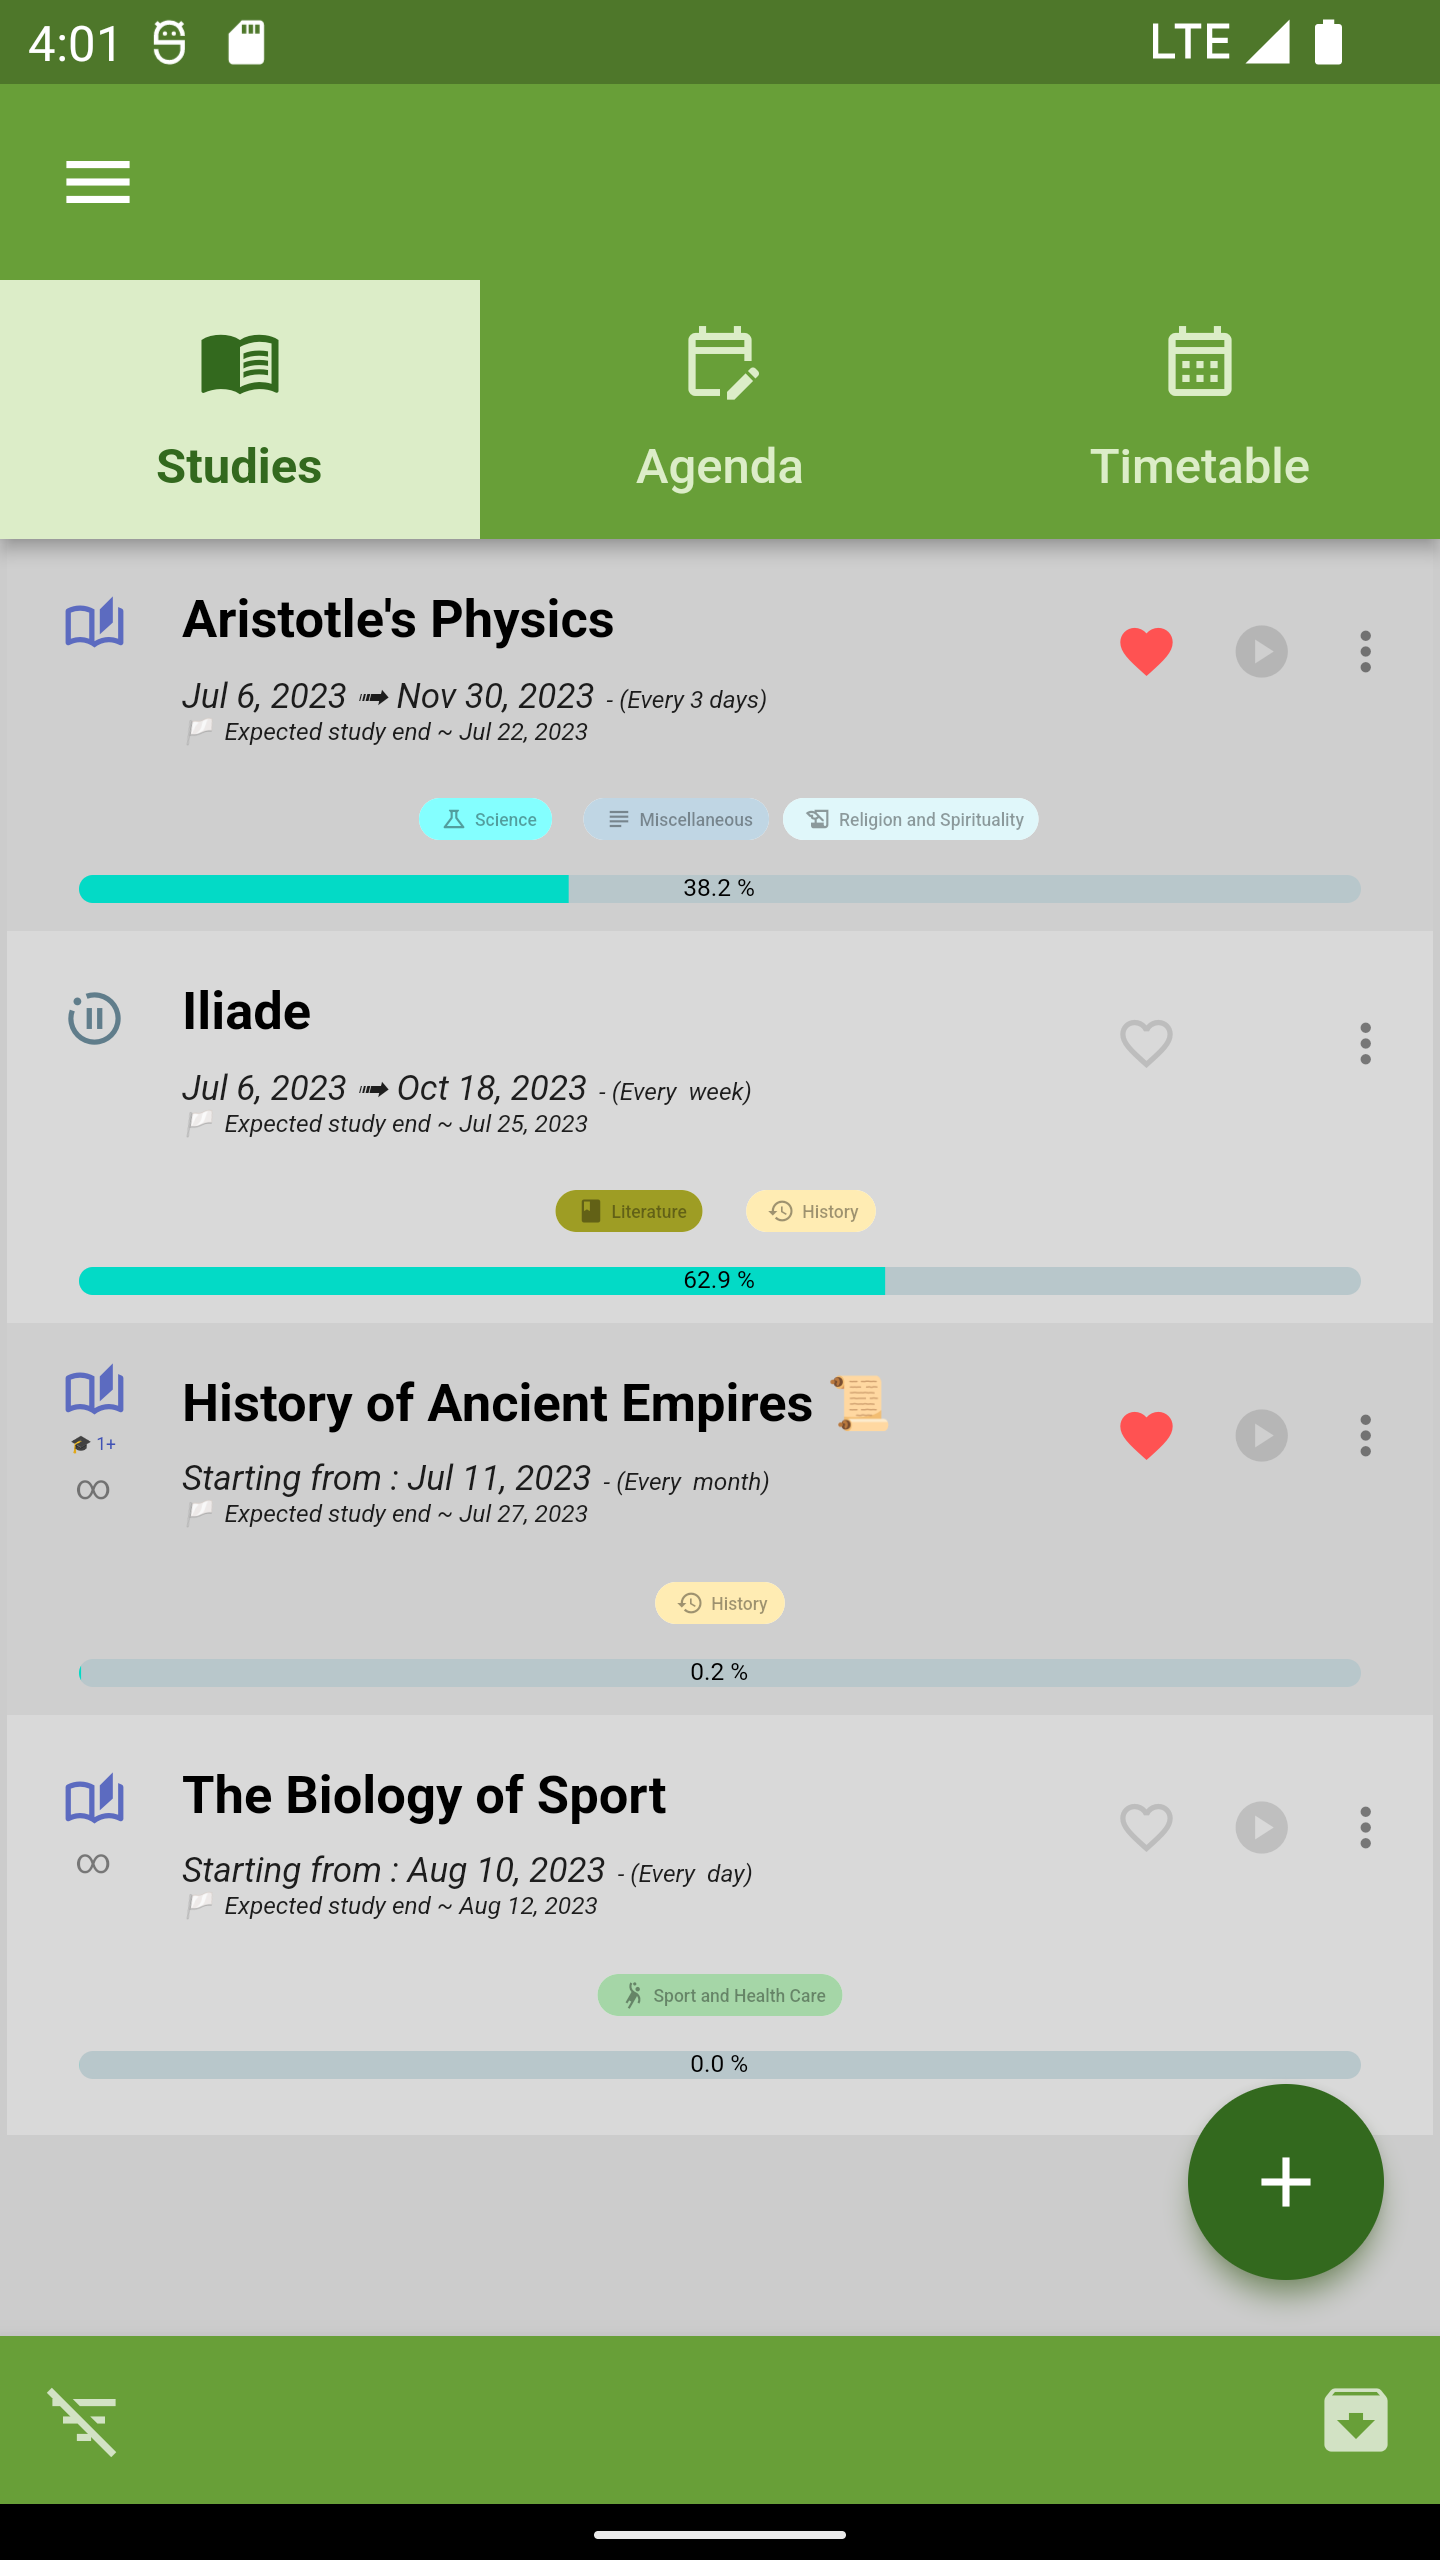 4:01
LTE
Studies
Agenda
Timetable
Aristotle's Physics
Jul 6, 2023 ➟ Nov 30, 2023 - (Every 3 days)
🏳️ Expected study end ~ Jul 22, 2023
Science
Miscellaneous
Religion and Spirituality
38.2 %
Iliade
Jul 6, 2023 ➟ Oct 18, 2023 - (Every week)
🏳️ Expected study end ~ Jul 25, 2023
Literature
History
62.9 %
History of Ancient Empires 📜
🎓 1+
∞
Starting from : Jul 11, 2023 - (Every month)
🏳️ Expected study end ~ Jul 27, 2023
History
0.2 %
The Biology of Sport
∞
Starting from : Aug 10, 2023 - (Every day)
🏳️ Expected study end ~ Aug 12, 2023
Sport and Health Care
0.0 %